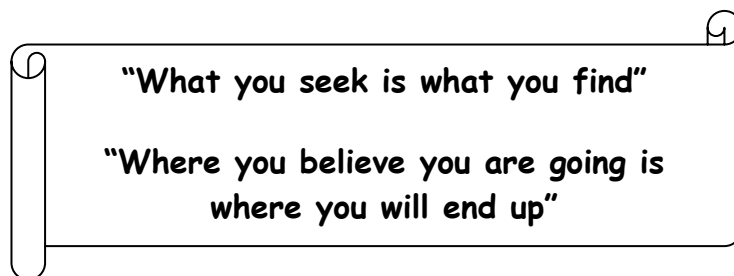 “What you seek is what you find”
“Where you believe you are going is
where you will end up”